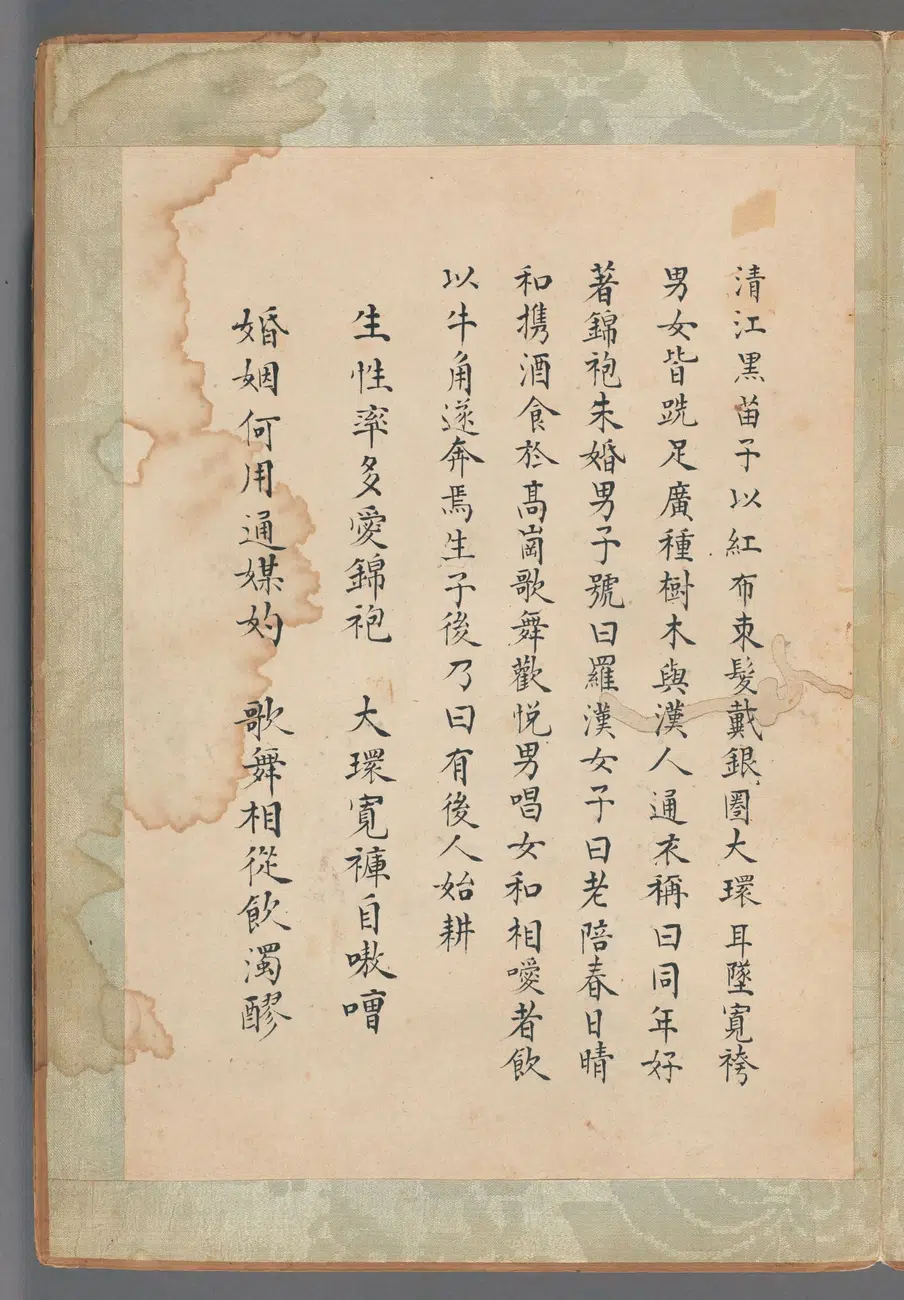 清江黑苗子以紅布束髮戴銀圈大環耳墜寬袴
男女皆跣足廣種樹木與漢人通衣稱曰同年好
著錦袍未婚男子號曰羅漢女子曰老陪春日晴
和携酒食於高崗歌舞歡悅男唱女和相噯者飲
以牛角遂奔焉生子後乃曰有後人始耕
生性率多愛錦袍 大環寬褲自嗷嘈
婚姻何用通媒妁 歌舞相從飲濁醪